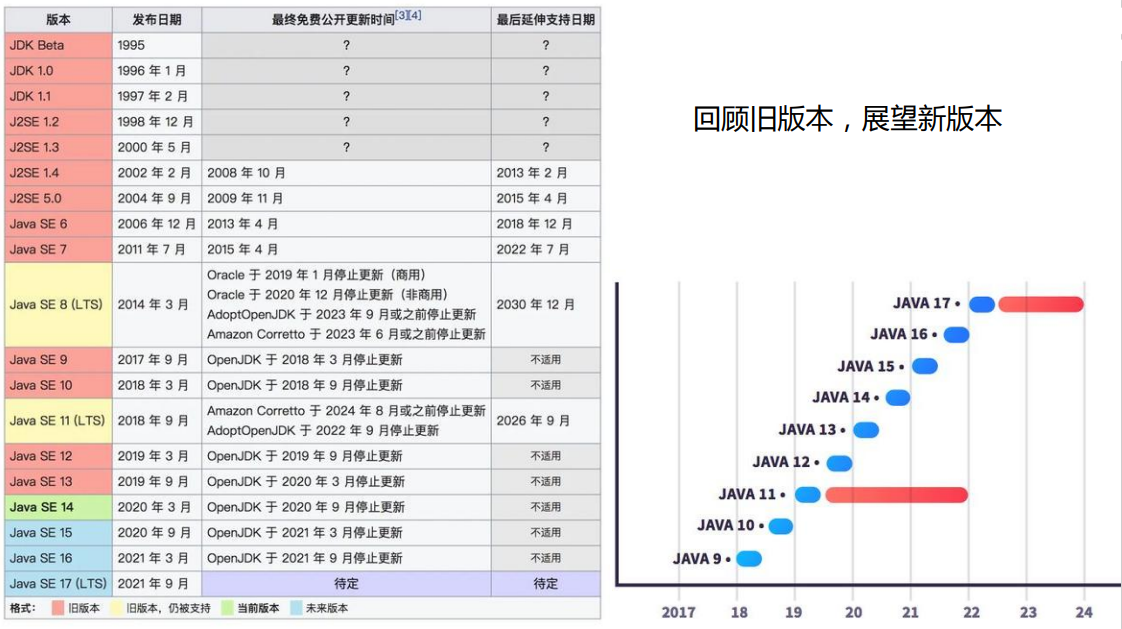 版本 发布日期 最终免费公开更新时间[3][4] 最后延伸支持日期
JDK Beta 1995 ? ?
JDK 1.0 1996 年 1 月 ? ?
JDK 1.1 1997 年 2 月 ? ?
J2SE 1.2 1998 年 12 月 ? ?
J2SE 1.3 2000 年 5 月 ? ?
J2SE 1.4 2002 年 2 月 2008 年 10 月 2013 年 2 月
J2SE 5.0 2004 年 9 月 2009 年 11 月 2015 年 4 月
Java SE 6 2006 年 12 月 2013 年 4 月 2018 年 12 月
Java SE 7 2011 年 7 月 2015 年 4 月 2022 年 7 月
Oracle 于 2019 年 1 月停止更新（商用）
Oracle 于 2020 年 12 月停止更新（非商用）
Java SE 8 (LTS) 2014 年 3 月 2030 年 12 月
AdoptOpenJDK 于 2023 年 9 月或之前停止更新
Amazon Corretto 于 2023 年 6 月或之前停止更新
Java SE 9 2017 年 9 月 OpenJDK 于 2018 年 3 月停止更新 不适用
Java SE 10 2018 年 3 月 OpenJDK 于 2018 年 9 月停止更新 不适用
Amazon Corretto 于 2024 年 8 月或之前停止更新
Java SE 11 (LTS) 2018 年 9 月 2026 年 9 月
AdoptOpenJDK 于 2022 年 9 月停止更新
Java SE 12 2019 年 3 月 OpenJDK 于 2019 年 9 月停止更新 不适用
Java SE 13 2019 年 9 月 OpenJDK 于 2020 年 3 月停止更新 不适用
Java SE 14 2020 年 3 月 OpenJDK 于 2020 年 9 月停止更新 不适用
Java SE 15 2020 年 9 月 OpenJDK 于 2021 年 3 月停止更新 不适用
Java SE 16 2021 年 3 月 OpenJDK 于 2021 年 9 月停止更新 不适用
Java SE 17 (LTS) 2021 年 9 月 待定 待定
格式： 旧版本 旧版本，仍被支持 当前版本 未来版本
回顾旧版本，展望新版本
JAVA 17
JAVA 16
JAVA 15
JAVA 14
JAVA 13
JAVA 12
JAVA 11
JAVA 10
JAVA 9
2017 18 19 20 21 22 23 24